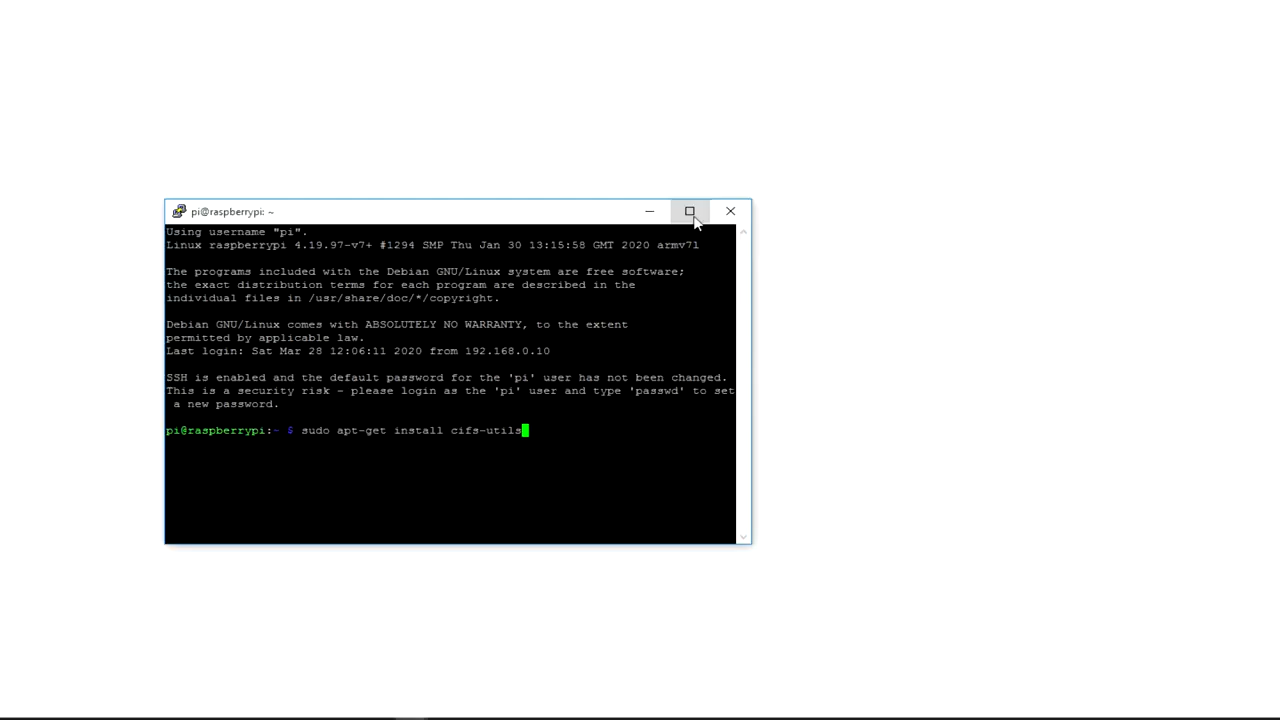 pi@raspberrypi: ~
Using username "pi".
Linux raspberrypi 4.19.97-v7+ #1294 SMP Thu Jan 30 13:15:58 GMT 2020 armv7l
The programs included with the Debian GNU/Linux system are free software;
the exact distribution terms for each program are described in the
individual files in /usr/share/doc/*/copyright.
Debian GNU/Linux comes with ABSOLUTELY NO WARRANTY, to the extent
permitted by applicable law.
Last login: Sat Mar 28 12:06:11 2020 from 192.168.0.10
SSH is enabled and the default password for the 'pi' user has not been changed.
This is a security risk - please login as the 'pi' user and type 'passwd' to set
 a new password.
pi@raspberrypi:~ $ sudo apt-get install cifs-utils